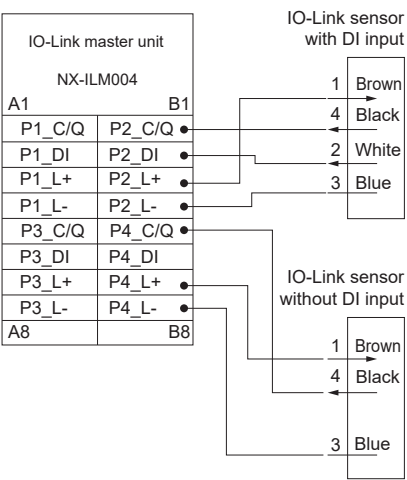 IO-Link sensor
with DI input
IO-Link master unit
NX-ILM004
A1 B1
P1_C/Q P2_C/Q
P1_DI P2_DI
P1_L+ P2_L+
P1_L- P2_L-
P3_C/Q P4_C/Q
P3_DI P4_DI
P3_L+ P4_L+
P3_L- P4_L-
A8 B8
1 Brown
4 Black
2 White
3 Blue
IO-Link sensor
without DI input
1 Brown
4 Black
3 Blue